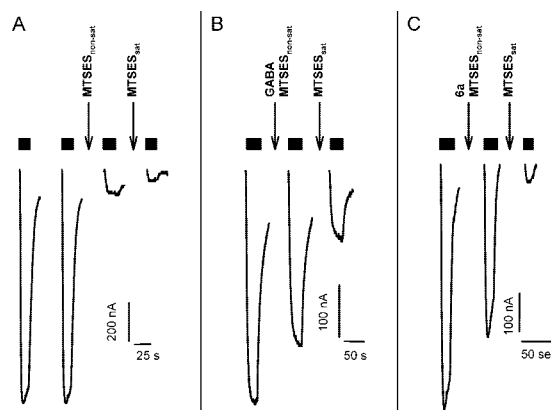 A
MTSESnon-sat
MTSESsat
200 nA
25 s
B
GABA
MTSESnon-sat
MTSESsat
100 nA
50 s
C
6a
MTSESnon-sat
MTSESsat
100 nA
50 se